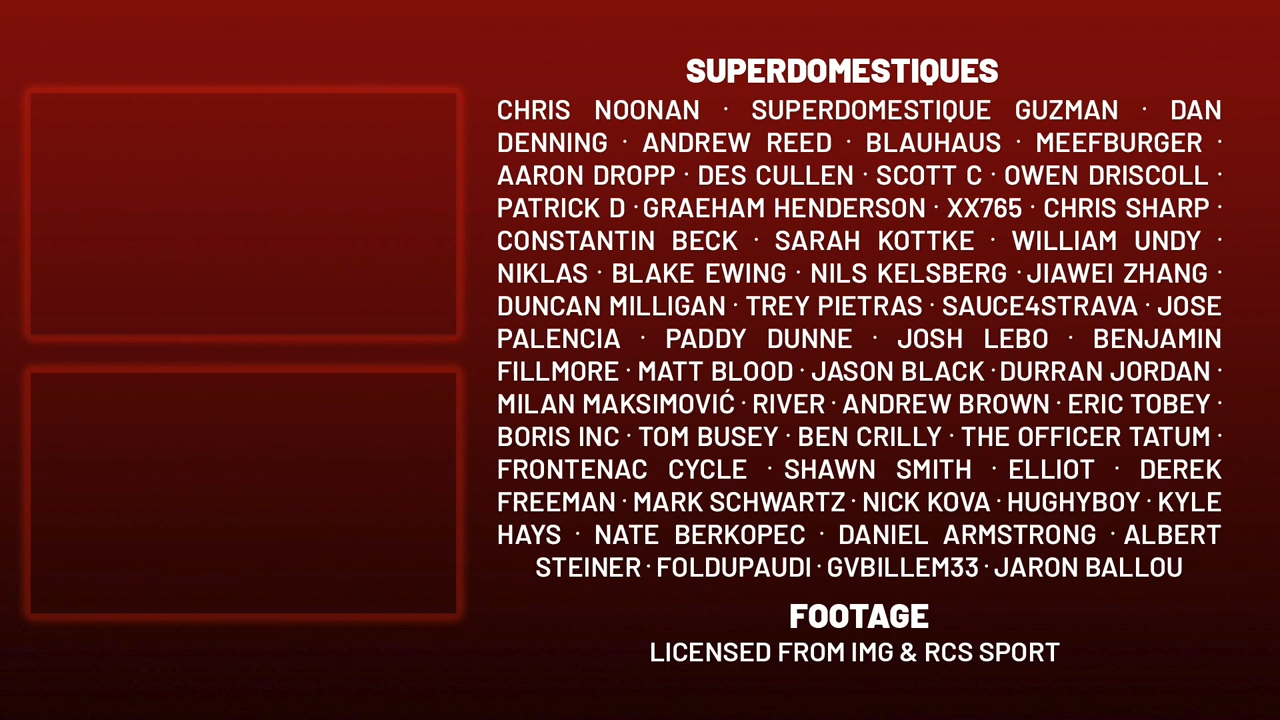 SUPERDOMESTIQUES
CHRIS NOONAN · SUPERDOMESTIQUE GUZMAN · DAN
DENNING · ANDREW REED · BLAUHAUS · MEEFBURGER ·
AARON DROPP · DES CULLEN · SCOTT C · OWEN DRISCOLL ·
PATRICK D · GRAEHAM HENDERSON · XX765 · CHRIS SHARP ·
CONSTANTIN BECK · SARAH KOTTKE · WILLIAM UNDY ·
NIKLAS · BLAKE EWING · NILS KELSBERG · JIAWEI ZHANG ·
DUNCAN MILLIGAN · TREY PIETRAS · SAUCE4STRAVA · JOSE
PALENCIA · PADDY DUNNE · JOSH LEBO · BENJAMIN
FILLMORE · MATT BLOOD · JASON BLACK · DURRAN JORDAN ·
MILAN MAKSIMOVIĆ · RIVER · ANDREW BROWN · ERIC TOBEY ·
BORIS INC · TOM BUSEY · BEN CRILLY · THE OFFICER TATUM ·
FRONTENAC CYCLE · SHAWN SMITH · ELLIOT · DEREK
FREEMAN · MARK SCHWARTZ · NICK KOVA · HUGHYBOY · KYLE
HAYS · NATE BERKOPEC · DANIEL ARMSTRONG · ALBERT
STEINER · FOLDUPAUDI · GVBILLEM33 · JARON BALLOU
FOOTAGE
LICENSED FROM IMG & RCS SPORT